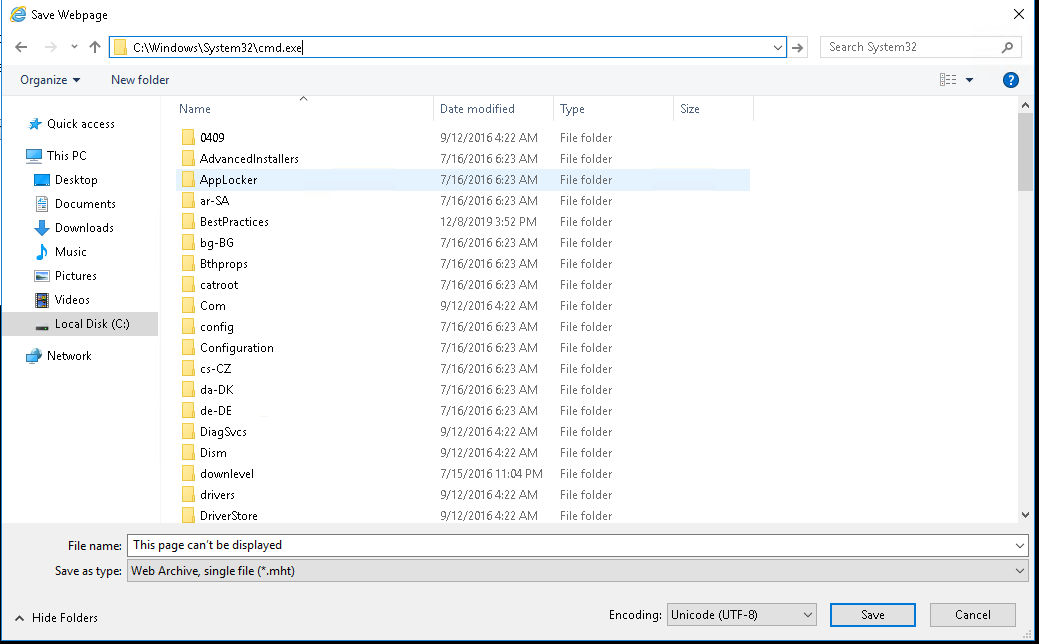 Save Webpage
C:\Windows\System32\cmd.exe
Search System32
Organize
New folder
?
Name Date modified Type Size
Quick access
This PC
Desktop
Documents
Downloads
Music
Pictures
Videos
Local Disk (C:)
Network
0409 9/12/2016 4:22 AM File folder
AdvancedInstallers 7/16/2016 6:23 AM File folder
AppLocker 7/16/2016 6:23 AM File folder
ar-SA 7/16/2016 6:23 AM File folder
BestPractices 12/8/2019 3:52 PM File folder
bg-BG 7/16/2016 6:23 AM File folder
Bthprops 7/16/2016 6:23 AM File folder
catroot 7/16/2016 6:23 AM File folder
Com 9/12/2016 4:22 AM File folder
config 7/16/2016 6:23 AM File folder
Configuration 7/16/2016 6:23 AM File folder
cs-CZ 7/16/2016 6:23 AM File folder
da-DK 7/16/2016 6:23 AM File folder
de-DE 7/16/2016 6:23 AM File folder
DiagSvcs 9/12/2016 4:22 AM File folder
Dism 9/12/2016 4:22 AM File folder
downlevel 7/15/2016 11:04 PM File folder
drivers 9/12/2016 4:22 AM File folder
DriverStore 9/12/2016 4:22 AM File folder
File name: This page can't be displayed
Save as type: Web Archive, single file (*.mht)
Hide Folders
Encoding: Unicode (UTF-8) Save Cancel